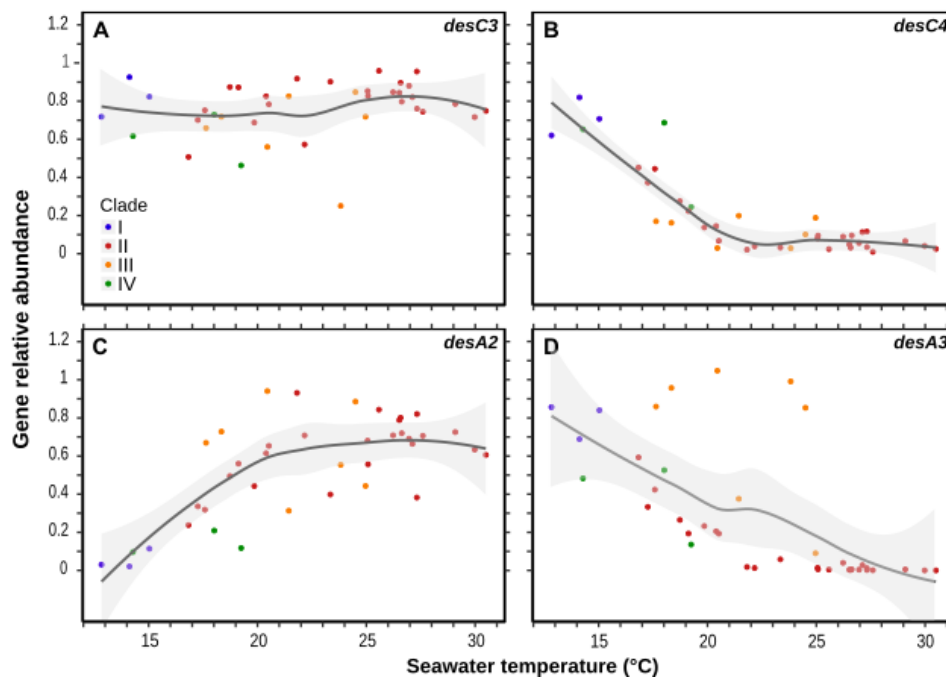 A desC3
B desC4
1.2
1
0.8
0.6
0.4
0.2
0
Clade
I
II
III
IV
C desA2
D desA3
1.2
1
0.8
0.6
0.4
0.2
0
15 20 25 30
15 20 25 30
Gene relative abundance
Seawater temperature (°C)